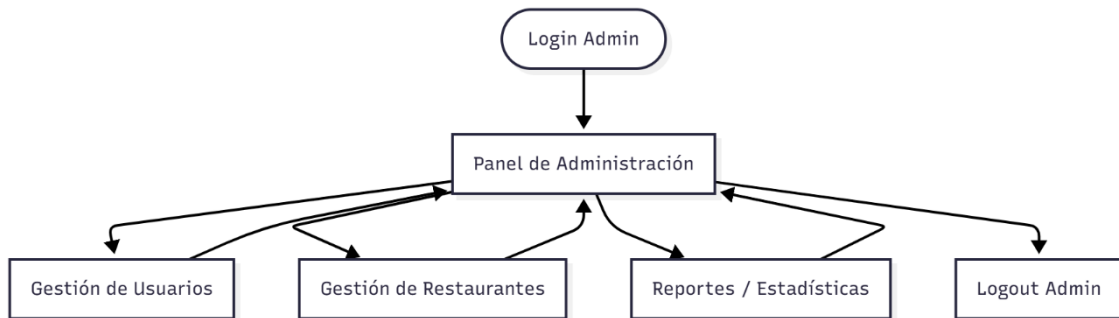 Login Admin
Panel de Administración
Gestión de Usuarios
Gestión de Restaurantes
Reportes / Estadísticas
Logout Admin